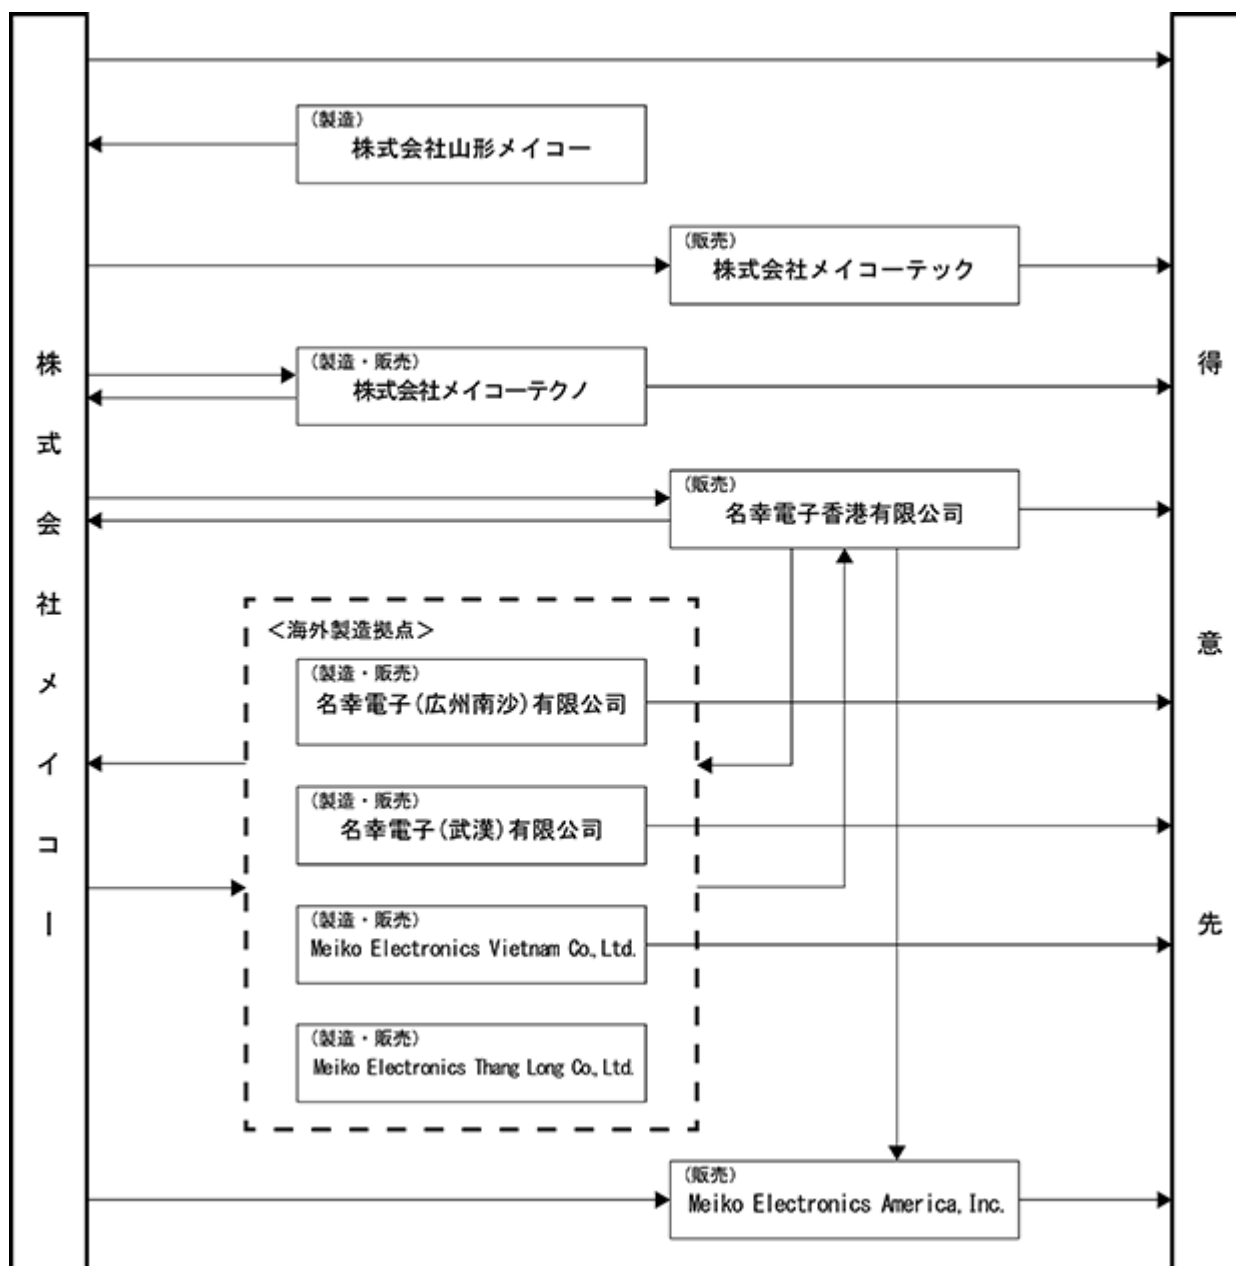 株式会社メイコー
(製造)
株式会社山形メイコー
(販売)
株式会社メイコーテック
(製造・販売)
株式会社メイコーテクノ
(販売)
名幸電子香港有限公司
<海外製造拠点>
(製造・販売)
名幸電子(広州南沙)有限公司
(製造・販売)
名幸電子(武漢)有限公司
(製造・販売)
Meiko Electronics Vietnam Co., Ltd.
(製造・販売)
Meiko Electronics Thang Long Co., Ltd.
(販売)
Meiko Electronics America, Inc.
得意先